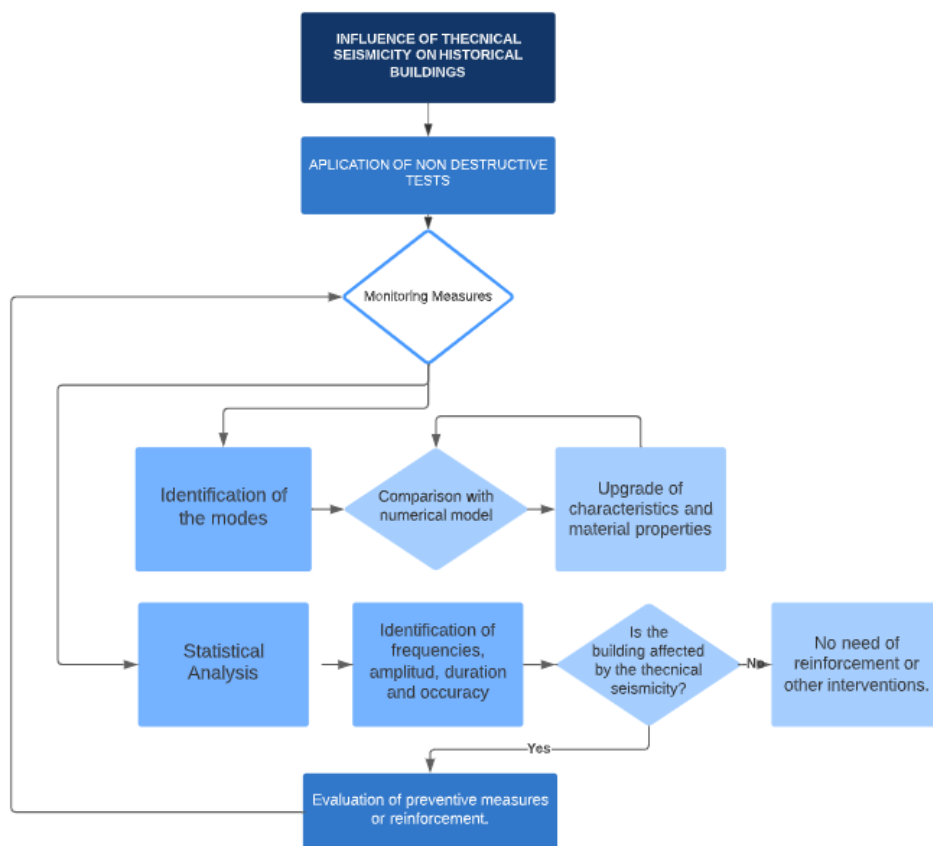 INFLUENCE OF THECNICAL
SEISMICITY ON HISTORICAL
BUILDINGS
APLICATION OF NON DESTRUCTIVE
TESTS
Monitoring Measures
Identification of
the modes
Comparison with
numerical model
Upgrade of
characteristics and
material properties
Statistical
Analysis
Identification of
frequencies,
amplitud, duration
and occuracy
Is the
building affected
by the thecnical
seismicity?
No
No need of
reinforcement or
other interventions.
Yes
Evaluation of preventive measures
or reinforcement.